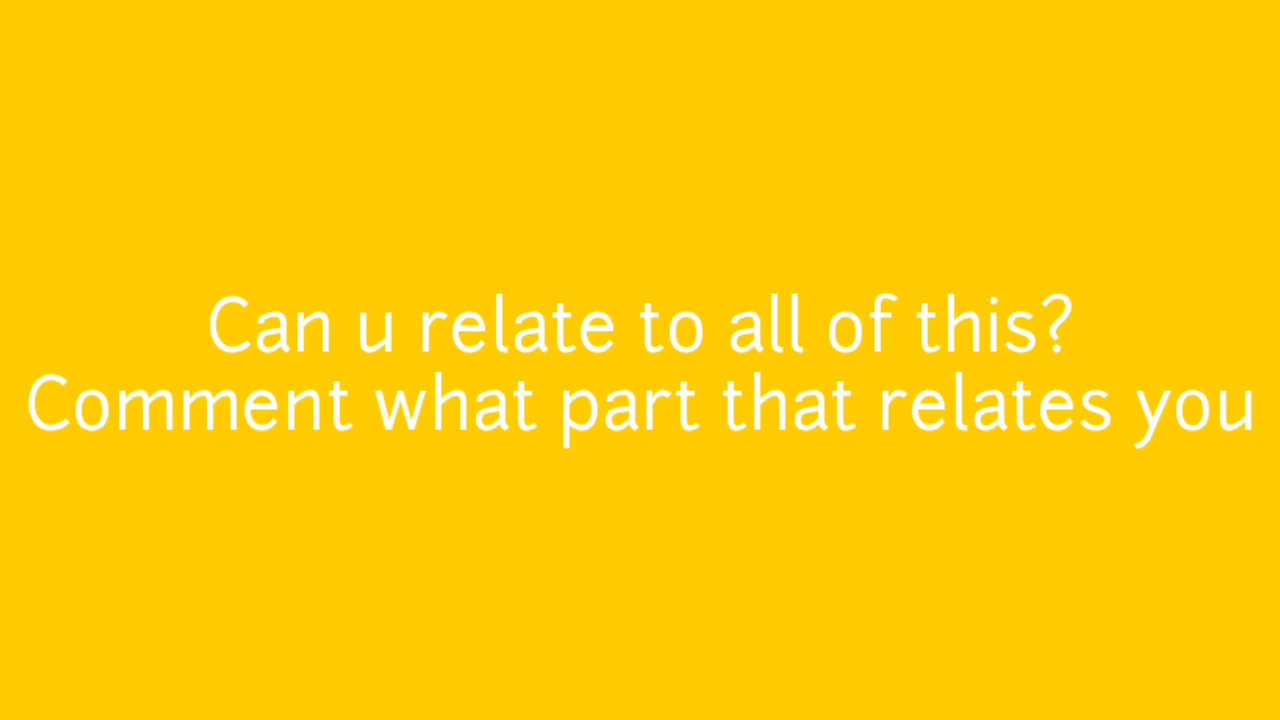 Can u relate to all of this?
Comment what part that relates you